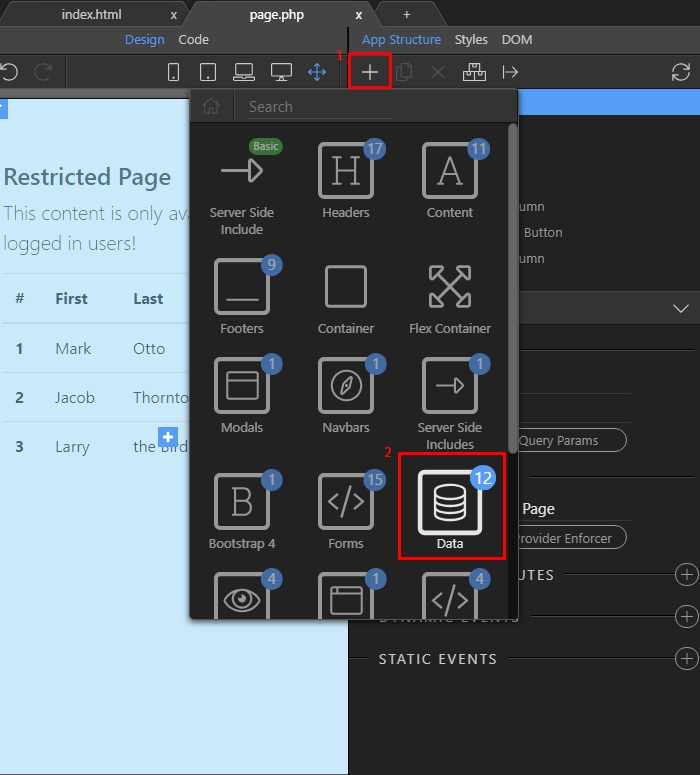 index.html x page.php x +
Design Code App Structure Styles DOM
1
Search
Basic
17
11
Server Side
Include
Headers
Content
Restricted Page
This content is only
logged in users!
umn
Button
umn
9
Footers
Container
Flex Container
# First Last
1 Mark Otto
2 Jacob
3 Larry the Bird
1
1
1
Modals
Navbars
Server Side
Includes
Query Params
2
1
15
12
Bootstrap 4
Forms
Data
Page
rovider Enforcer
4
1
4
UTES
DYNAMIC EVENTS
STATIC EVENTS